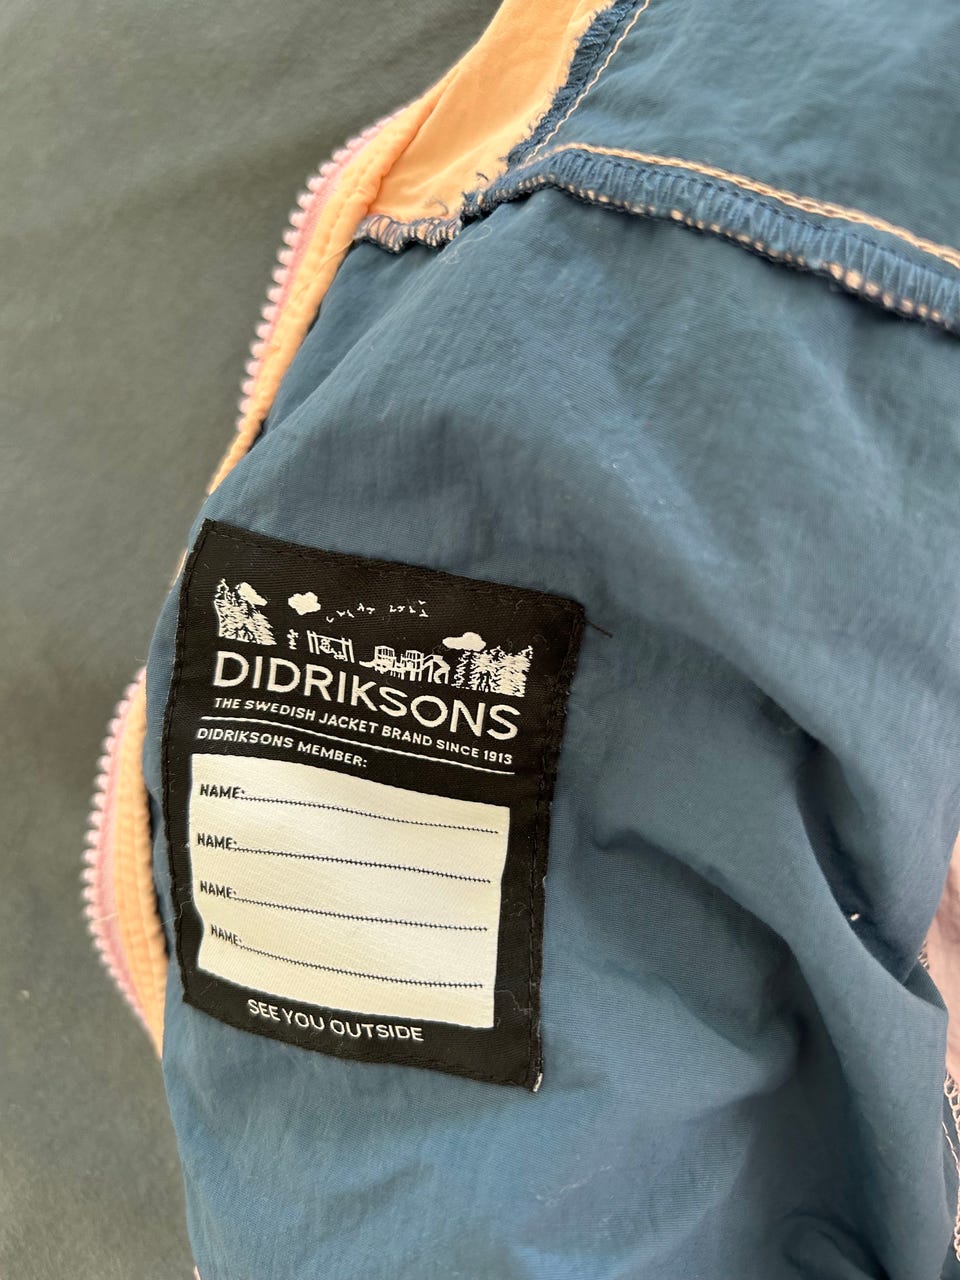 DIDRIKSONS
THE SWEDISH JACKET BRAND SINCE 1913
DIDRIKSONS MEMBER:
NAME:
NAME:
NAME:
NAME:
SEE YOU OUTSIDE